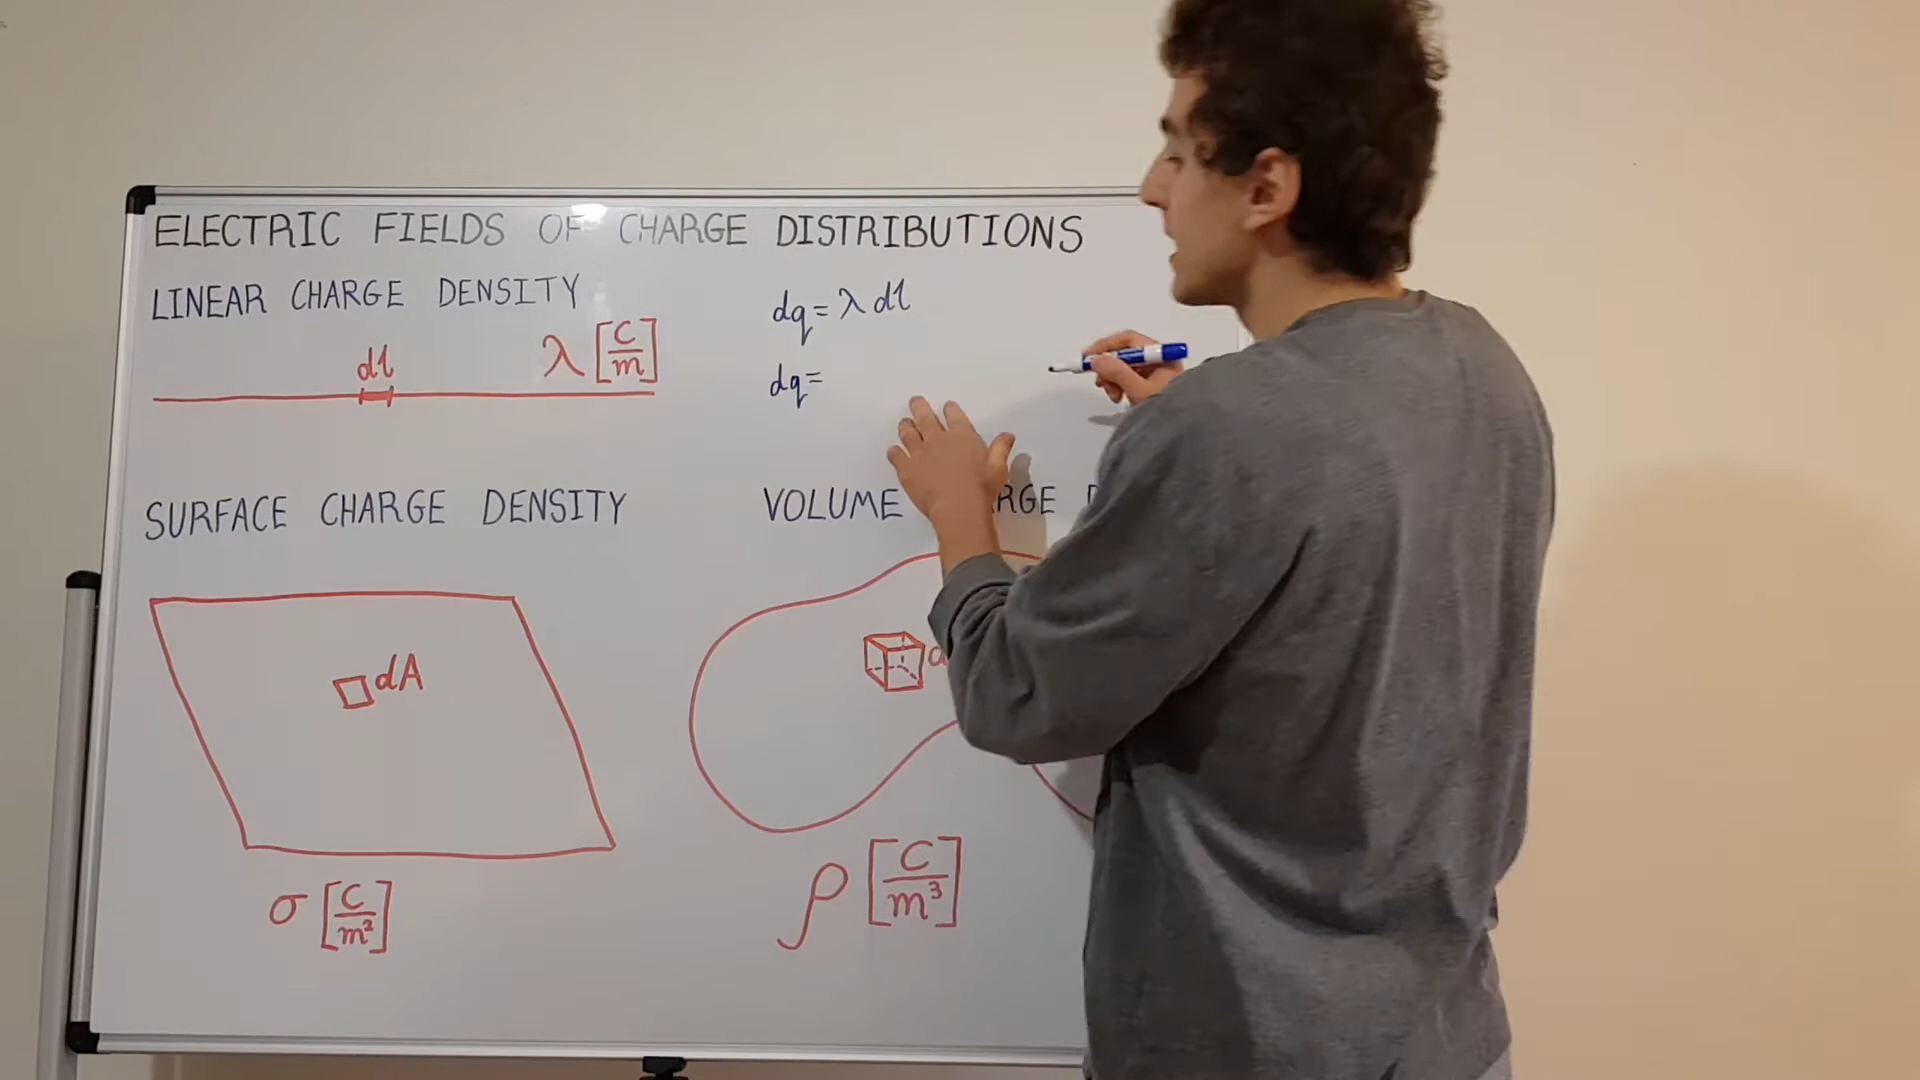 ELECTRIC FIELDS OF CHARGE DISTRIBUTIONS
LINEAR CHARGE DENSITY
dl
λ [C/m]
dq = λ dl
dq =
SURFACE CHARGE DENSITY
dA
σ [C/m²]
VOLUME
ρ [C/m³]